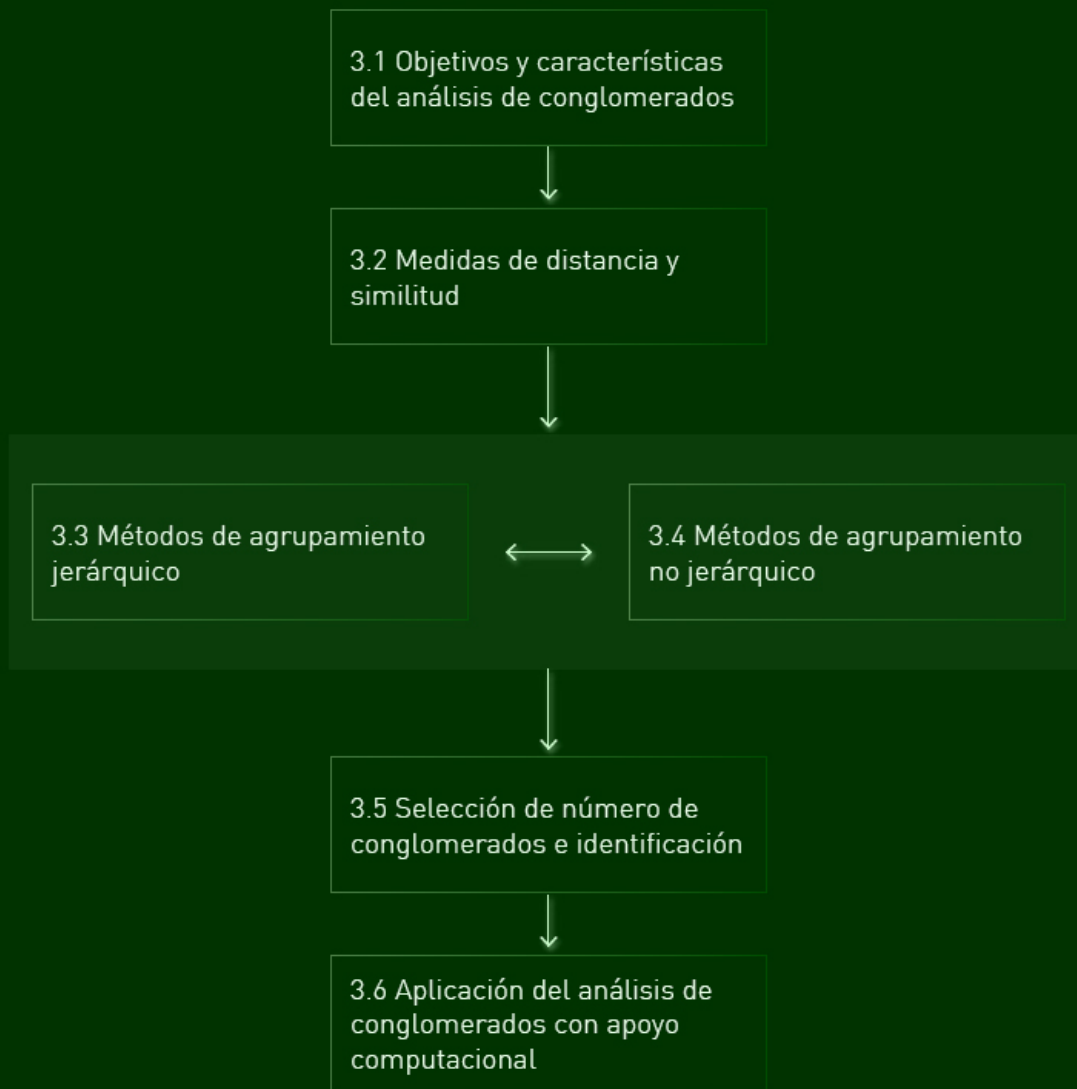 3.1 Objetivos y características
del análisis de conglomerados
3.2 Medidas de distancia y
similitud
3.3 Métodos de agrupamiento
jerárquico
3.4 Métodos de agrupamiento
no jerárquico
3.5 Selección de número de
conglomerados e identificación
3.6 Aplicación del análisis de
conglomerados con apoyo
computacional